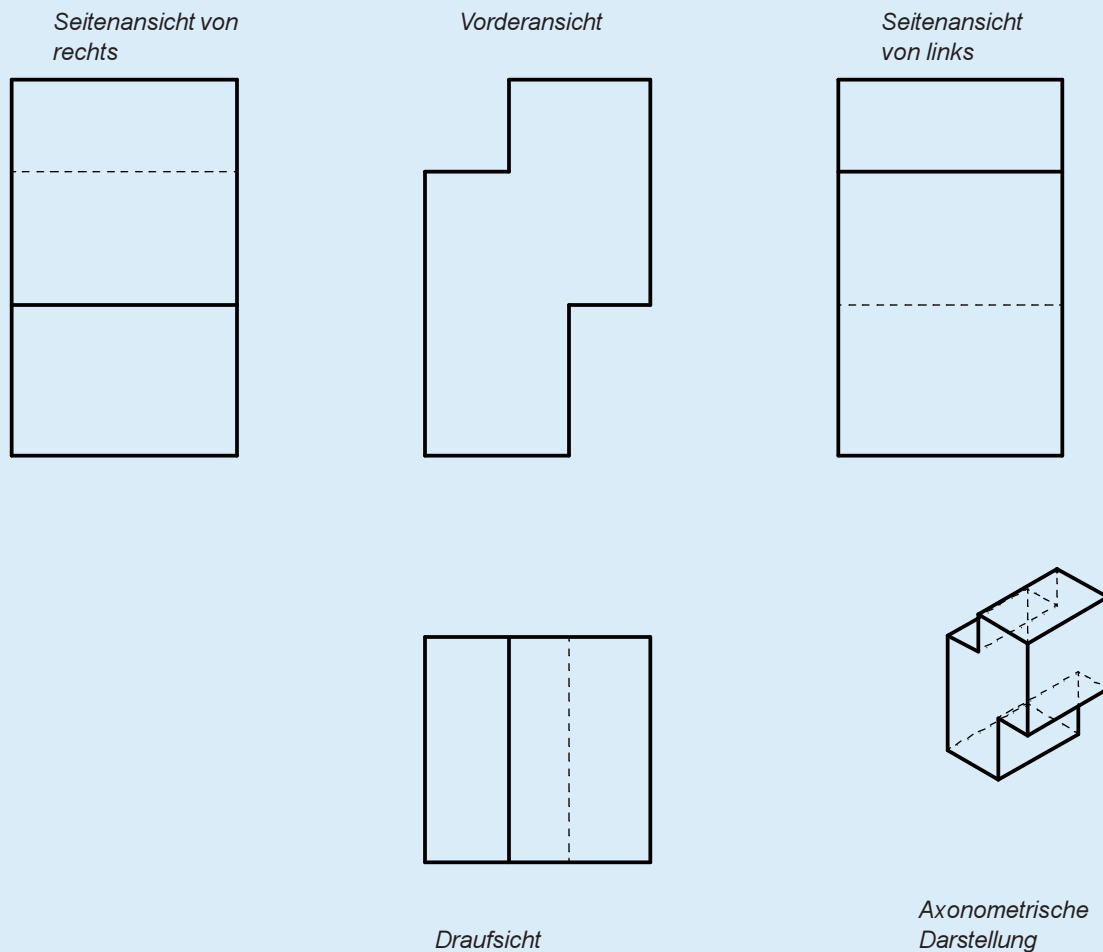 Seitenansicht von
rechts
Vorderansicht
Seitenansicht
von links
Draufsicht
Axonometrische
Darstellung